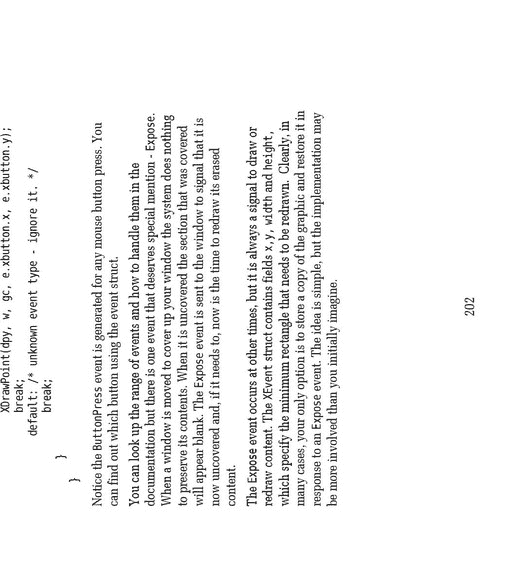 XDrawPoint(dpy, w, gc, e.xbutton.x, e.xbutton.y);
break;
default: /* unknown event type - ignore it. */
break;
}
}
Notice the ButtonPress event is generated for any mouse button press. You
can find out which button using the event struct.
You can look up the range of events and how to handle them in the
documentation but there is one event that deserves special mention - Expose.
When a window is moved to cover up your window the system does nothing
to preserve its contents. When it is uncovered the section that was covered
will appear blank. The Expose event is sent to the window to signal that it is
now uncovered and, if it needs to, now is the time to redraw its erased
content.
The Expose event occurs at other times, but it is always a signal to draw or
redraw content. The XEvent struct contains fields x,y, width and height,
which specify the minimum rectangle that needs to be redrawn. Clearly, in
many cases, your only option is to store a copy of the graphic and restore it in
response to an Expose event. The idea is simple, but the implementation may
be more involved than you initially imagine.
202